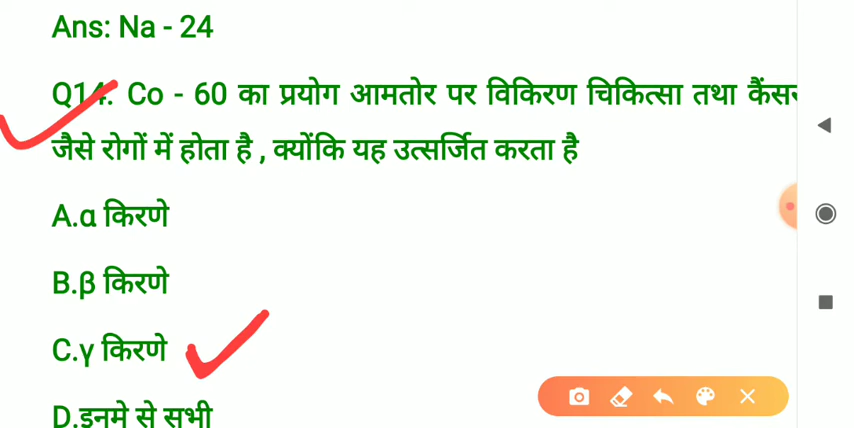 Ans: Na - 24
Q14. Co - 60 का प्रयोग आमतोर पर विकिरण चिकित्सा तथा कैंसर
जैसे रोगों में होता है , क्योंकि यह उत्सर्जित करता है
A.α किरणे
B.β किरणे
C.γ किरणे
D.इनमे से सभी